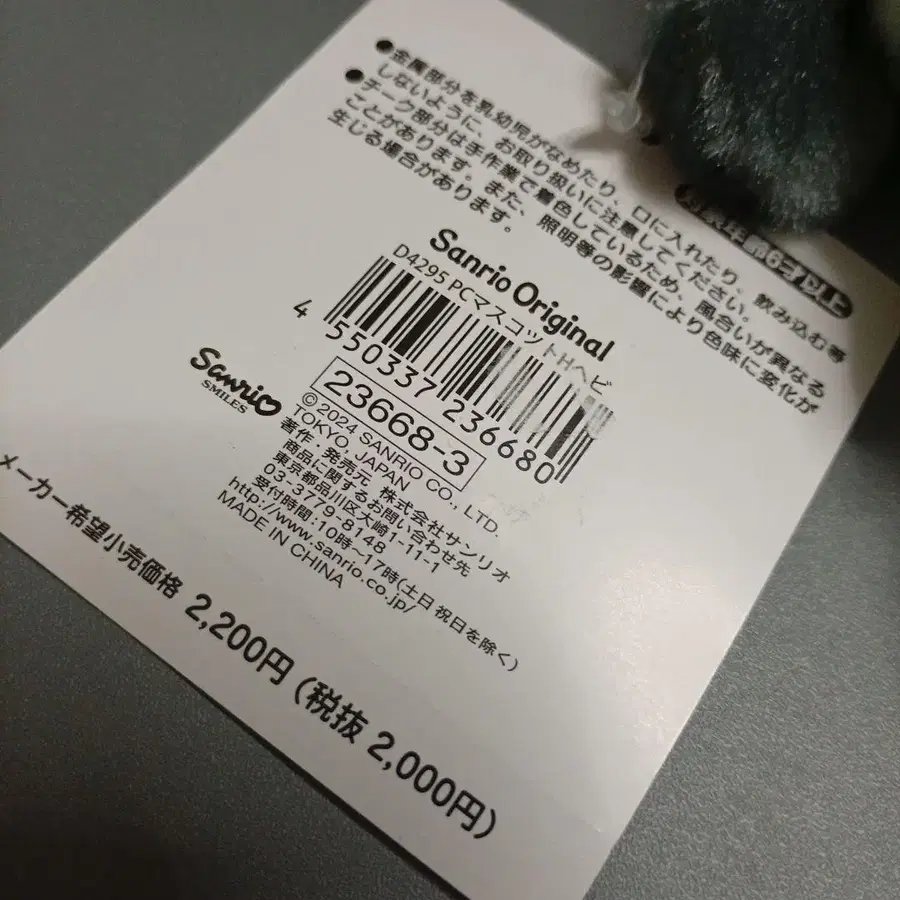 対象年齢6才以上
●金属部分を乳幼児がなめたり、口に入れたり、飲み込む等
しないように、お取り扱いに注意してください。
●チーク部分は手作業で着色しているため、風合いが異なる
ことがあります。また、照明等の影響により色味に変化が
生じる場合があります。
Sanrio Original
D4295 PCマスコットHヘビ
4 550337 236680
23668-3
Sanrio
SMILES
©2024 SANRIO CO., LTD.
TOKYO, JAPAN
著作・発売元 株式会社サンリオ
商品に関するお問い合わせ先
東京都品川区大崎1-11-1
03-3779-8148
受付時間:10時~17時(土日祝日を除く)
http://www.sanrio.co.jp/
MADE IN CHINA
メーカー希望小売価格 2,200円(税抜 2,000円)